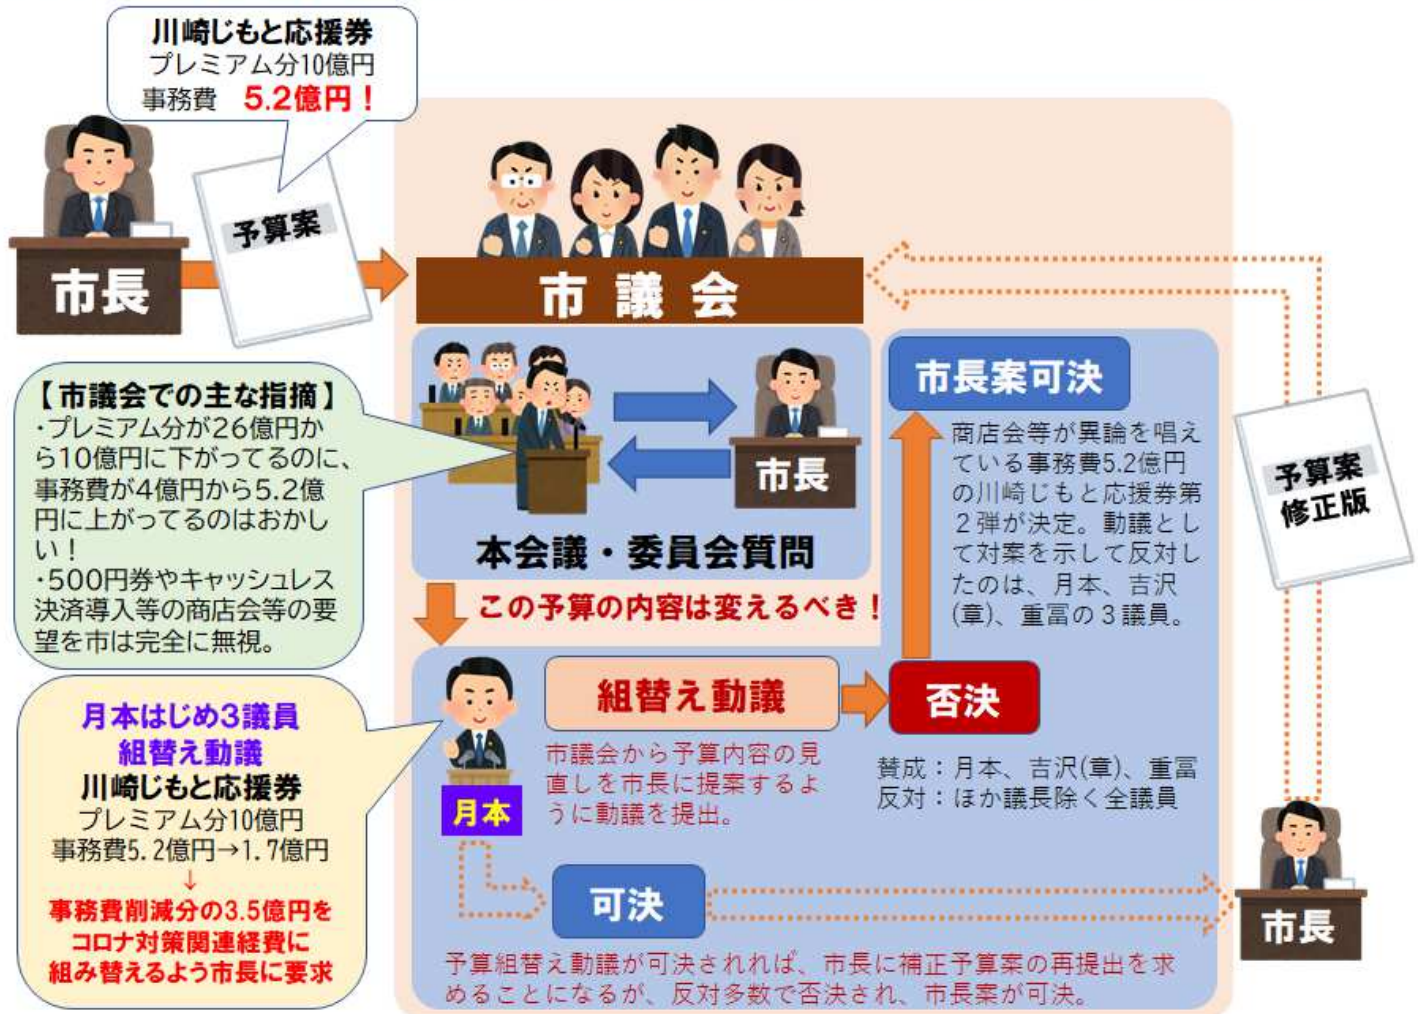 川崎じもと応援券
プレミアム分10億円
事務費 5.2億円！
予算案
市長
市議会
【市議会での主な指摘】
・プレミアム分が26億円か
ら10億円に下がってるのに、
事務費が4億円から5.2億
円に上がってるのはおかし
い！
・500円券やキャッシュレス
決済導入等の商店会等の要
望を市は完全に無視。
市長
本会議・委員会質問
この予算の内容は変えるべき！
市長案可決
商店会等が異論を唱え
ている事務費5.2億円
の川崎じもと応援券第
２弾が決定。動議とし
て対案を示して反対し
たのは、月本、吉沢
(章)、重冨の３議員。
予算案
修正版
月本はじめ3議員
組替え動議
川崎じもと応援券
プレミアム分10億円
事務費5.2億円→1.7億円
↓
事務費削減分の3.5億円を
コロナ対策関連経費に
組み替えるよう市長に要求
月本
組替え動議
市議会から予算内容の見
直しを市長に提案するよ
うに動議を提出。
否決
賛成：月本、吉沢(章)、重冨
反対：ほか議長除く全議員
可決
市長
予算組替え動議が可決されれば、市長に補正予算案の再提出を求
めることになるが、反対多数で否決され、市長案が可決。